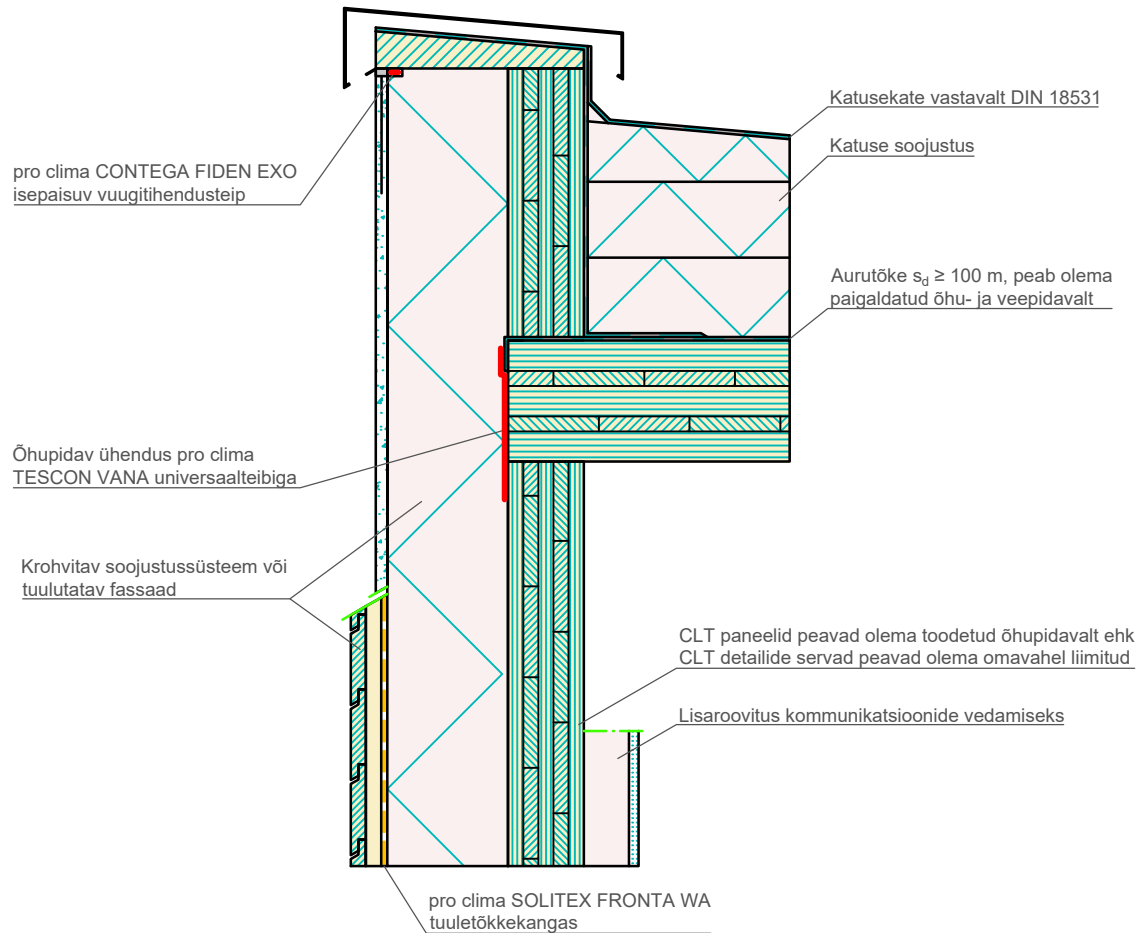 Katusekate vastavalt DIN 18531
Katuse soojustus
pro clima CONTEGA FIDEN EXO
isepaisuv vuugitihendusteip
Aurutõke sd ≥ 100 m, peab olema
paigaldatud õhu- ja veepidavalt
Õhupidav ühendus pro clima
TESCON VANA universaalteibiga
Krohvitav soojustussüsteem või
tuulutatav fassaad
CLT paneelid peavad olema toodetud õhupidavalt ehk
CLT detailide servad peavad olema omavahel liimitud
Lisaroovitus kommunikatsioonide vedamiseks
pro clima SOLITEX FRONTA WA
tuuletõkkekangas